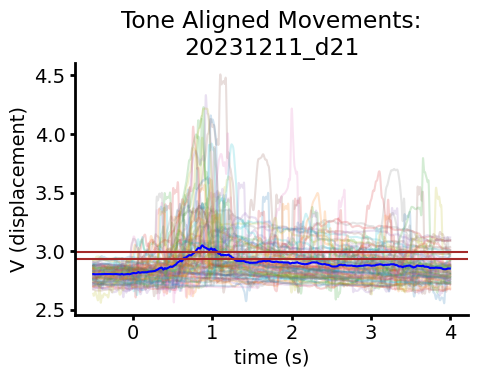 Tone Aligned Movements:
20231211_d21
V (displacement)
4.5
4.0
3.5
3.0
2.5
0 1 2 3 4
time (s)